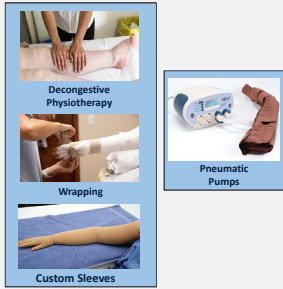 Decongestive
Physiotherapy
Wrapping
Custom Sleeves
Pneumatic
Pumps